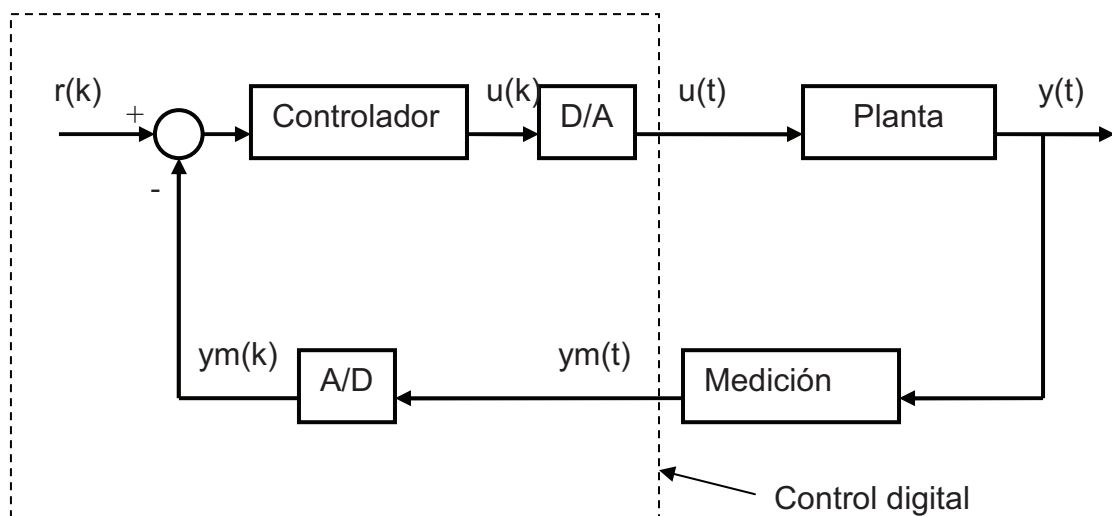 r(k)
+
-
Controlador
u(k)
D/A
u(t)
Planta
y(t)
ym(k)
A/D
ym(t)
Medición
Control digital